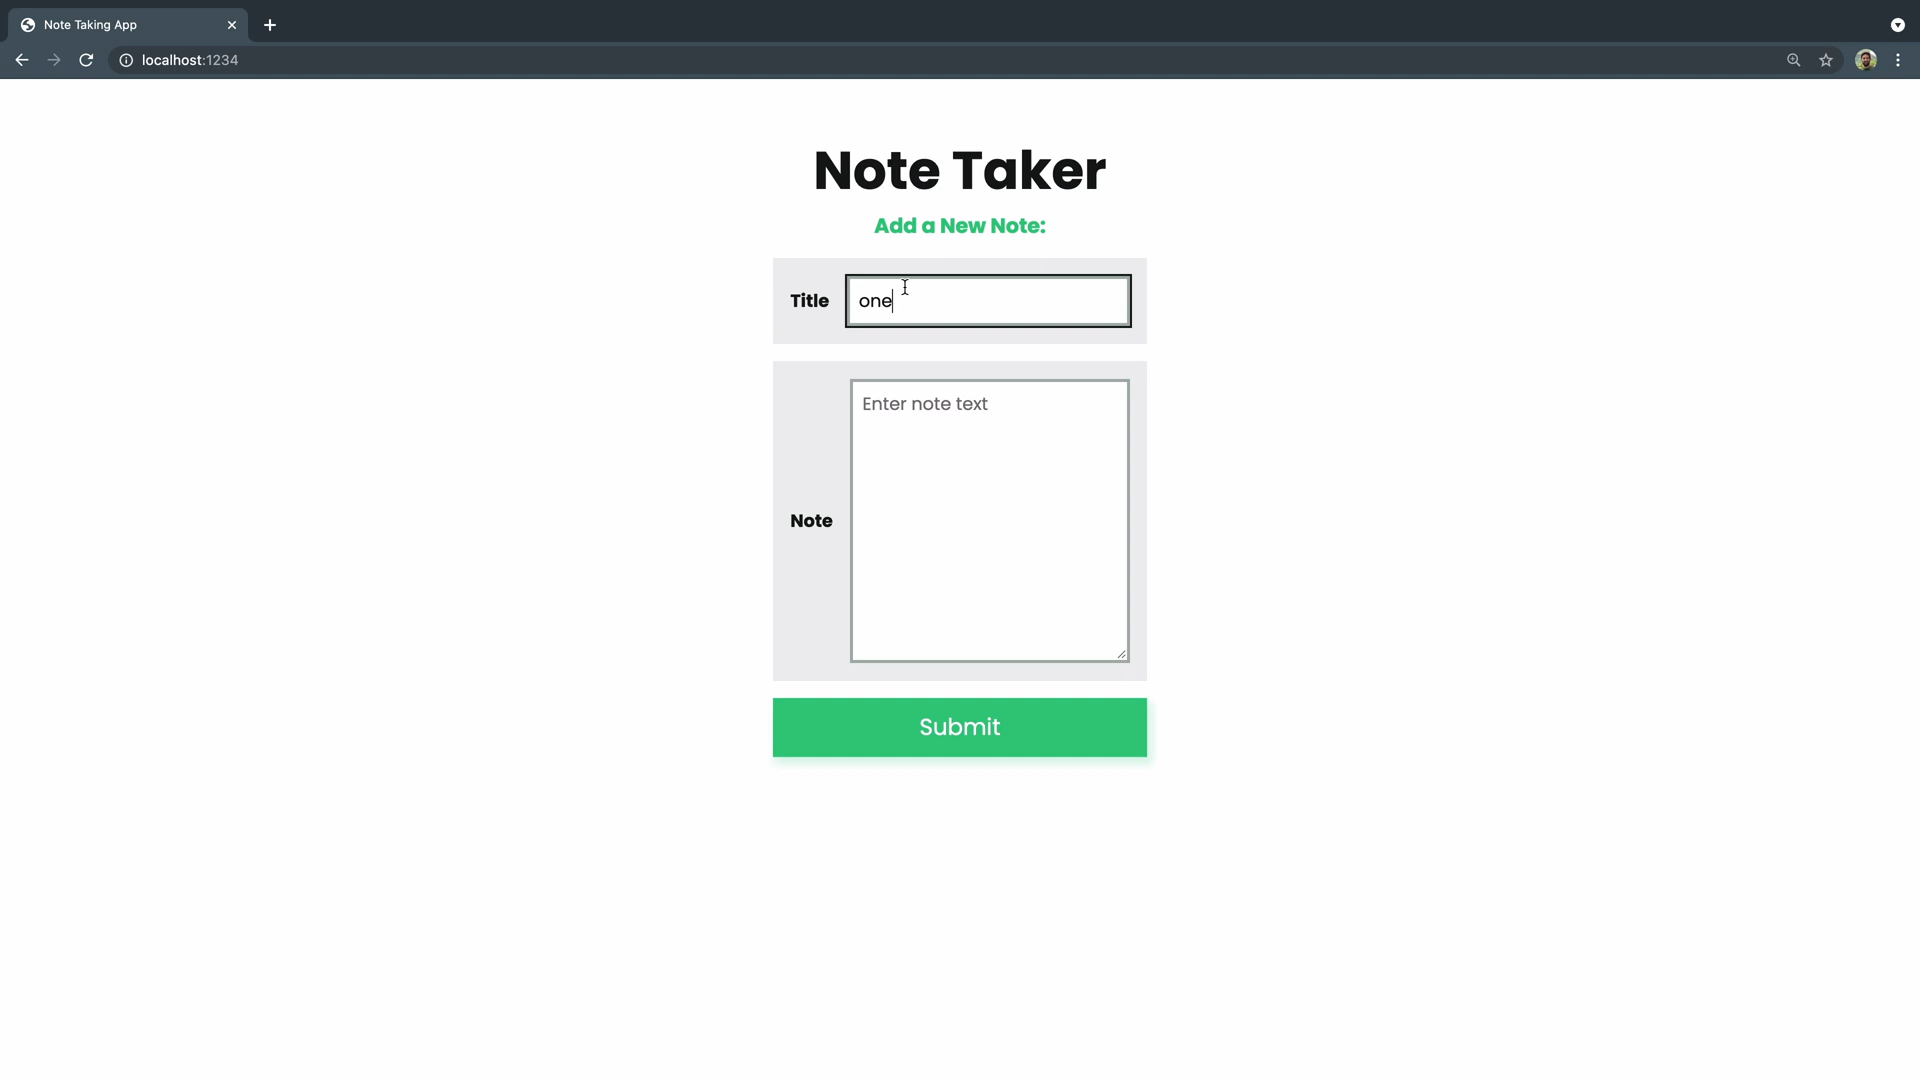 Note Taking App
localhost:1234
Note Taker
Add a New Note:
Title
one
Enter note text
Note
Submit